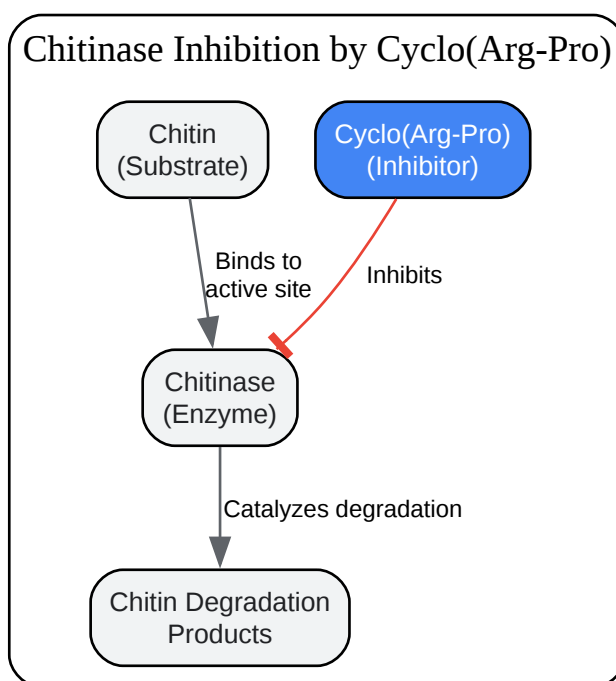 Chitinase Inhibition by Cyclo(Arg-Pro)
Chitin
(Substrate)
Cyclo(Arg-Pro)
(Inhibitor)
Binds to
active site
Inhibits
Chitinase
(Enzyme)
Catalyzes degradation
Chitin Degradation
Products